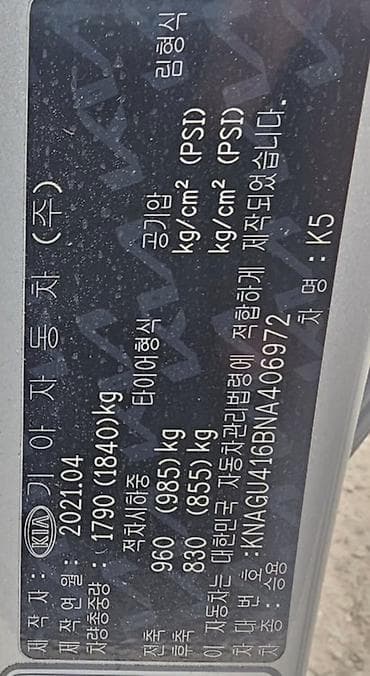 제 작 자 : KIA 기 아 자 동 차 (주)
제 작 연 월 : 2021.04
차량총중량 : 1790 (1840)kg
적차시하중 타이어형식 공기압 림형식
전축 960 (985) kg kg/cm² (PSI)
후축 830 (855) kg kg/cm² (PSI)
이 자동차는 대한민국 자동차관리법령에 적합하게 제작되었습니다.
차 대 번 호 :KNAGU416BNA406972
차 종 : 승용 차 명 : K5